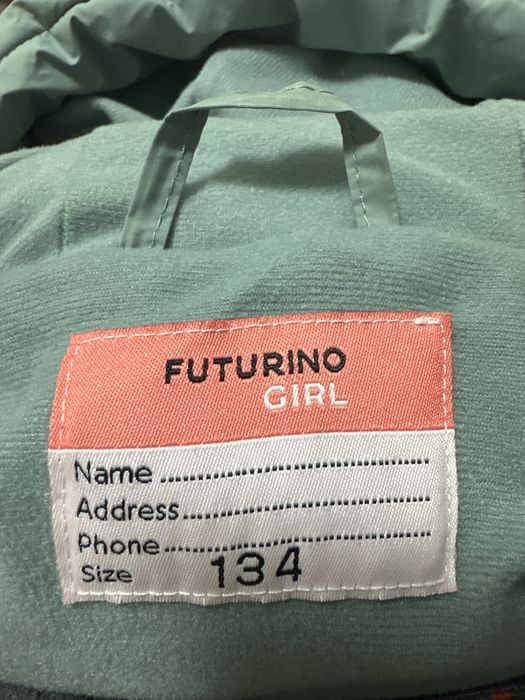 FUTURINO
GIRL
Name ................................
Address ................................
Phone ................................
Size 134